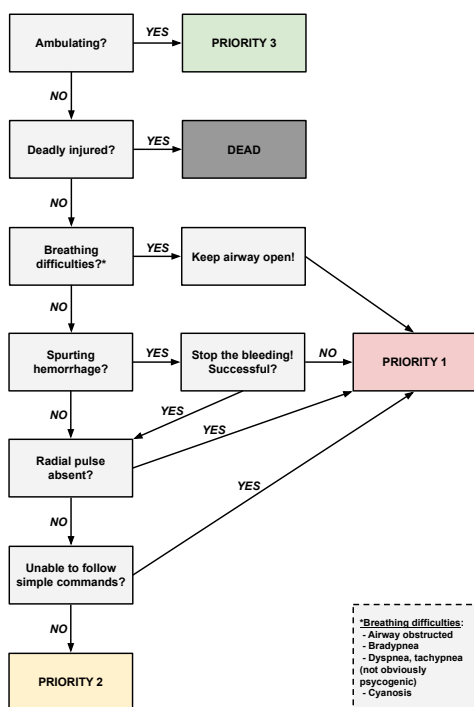 Ambulating?
YES
PRIORITY 3
NO
Deadly injured?
YES
DEAD
NO
Breathing
difficulties?*
YES
Keep airway open!
NO
Spurting
hemorrhage?
YES
Stop the bleeding!
Successful?
NO
PRIORITY 1
NO
YES
YES
Radial pulse
absent?
YES
NO
Unable to follow
simple commands?
NO
PRIORITY 2
*Breathing difficulties:
- Airway obstructed
- Bradypnea
- Dyspnea, tachypnea
(not obviously
psycogenic)
- Cyanosis